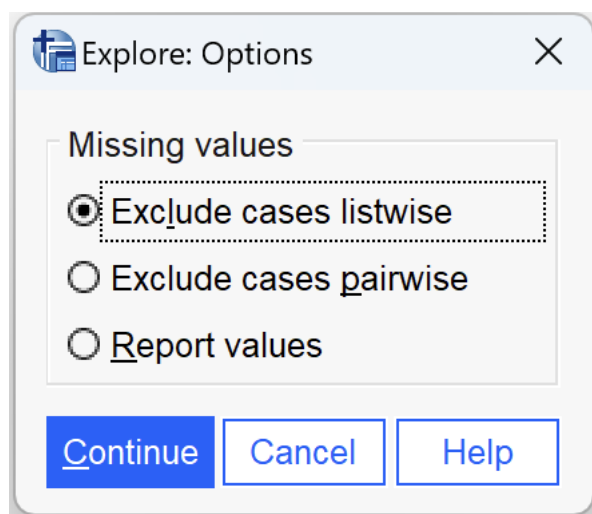 Explore: Options
Missing values
Exclude cases listwise
Exclude cases pairwise
Report values
Continue Cancel Help